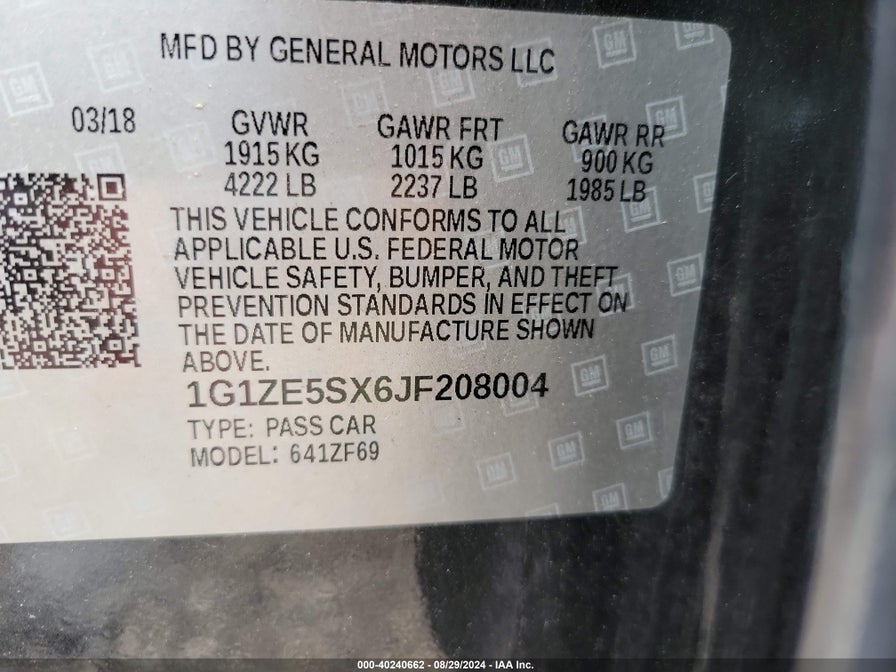 MFD BY GENERAL MOTORS LLC
03/18 GVWR GAWR FRT GAWR RR
1915 KG 1015 KG 900 KG
4222 LB 2237 LB 1985 LB
THIS VEHICLE CONFORMS TO ALL
APPLICABLE U.S. FEDERAL MOTOR
VEHICLE SAFETY, BUMPER, AND THEFT
PREVENTION STANDARDS IN EFFECT ON
THE DATE OF MANUFACTURE SHOWN
ABOVE.
1G1ZE5SX6JF208004
TYPE: PASS CAR
MODEL: 641ZF69
000-40240662 - 08/29/2024 - IAA Inc.